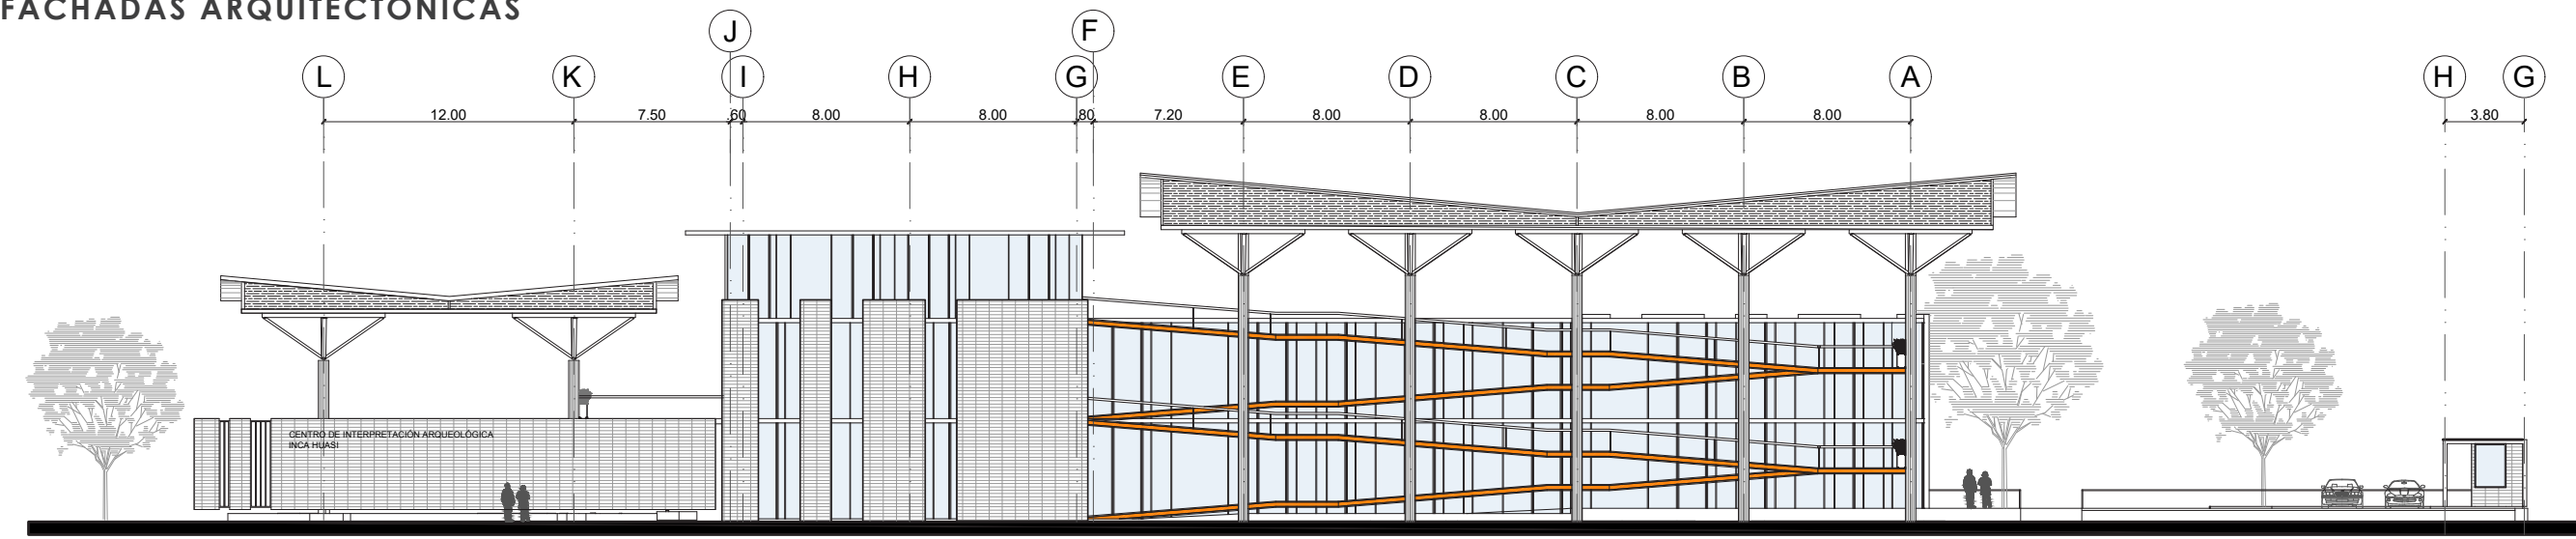 FACHADAS ARQUITECTÓNICAS
J F
L K I H G E D C B A H G
12.00 7.50 .60 8.00 8.00 .80 7.20 8.00 8.00 8.00 8.00 3.80
CENTRO DE INTERPRETACIÓN ARQUEOLÓGICA
INCA HUASI